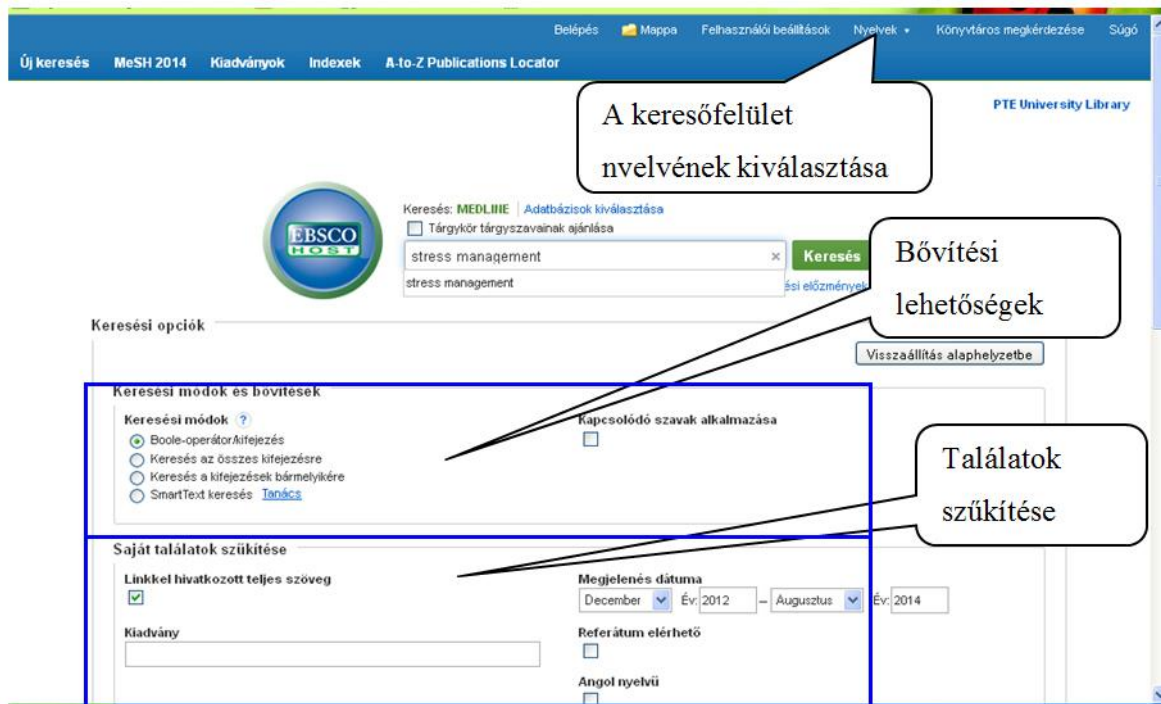 Belépés Mappa Felhasználói beállítások Nyelvek Könyvtáros megkérdezése Súgó
Új keresés MeSH 2014 Kiadványok Indexek A-to-Z Publications Locator
PTE University Library
A keresőfelület
nyelvének kiválasztása
EBSCO
HOST
Keresés: MEDLINE Adatbázisok kiválasztása
Tárgykör tárgyszavainak ajánlása
stress management × Keresés
stress management
ési előzmények
Bővítési
lehetőségek
Keresési opciók
Visszaállítás alaphelyzetbe
Keresési módok és bővítések
Keresési módok ?
Boole-operátor/kifejezés
Keresés az összes kifejezésre
Keresés a kifejezések bármelyikére
SmartText keresés Tanács
Kapcsolódó szavak alkalmazása
Találatok
szűkítése
Saját találatok szűkítése
Linkkel hivatkozott teljes szöveg
Megjelenés dátuma
December Év: 2012 – Augusztus Év: 2014
Kiadvány
Referátum elérhető
Angol nyelvű